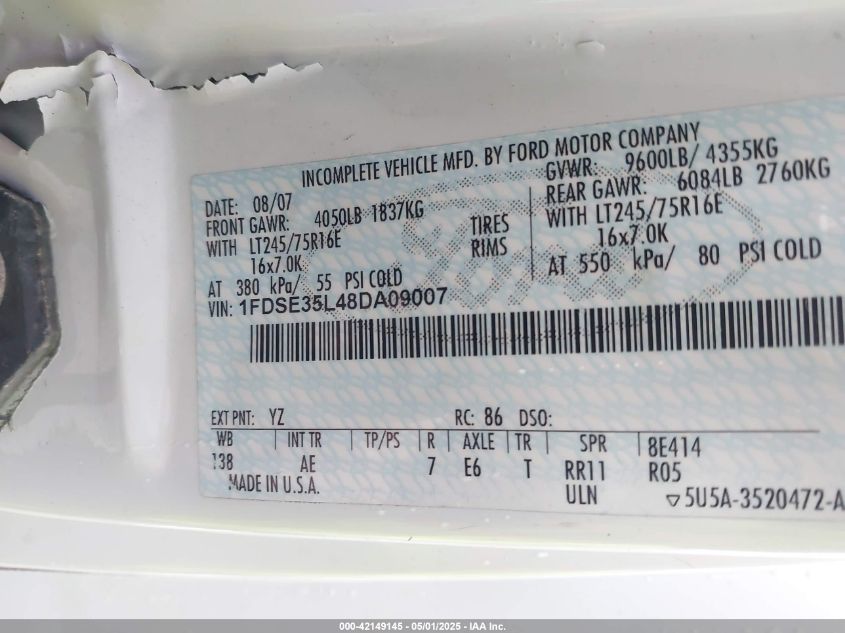 INCOMPLETE VEHICLE MFD. BY FORD MOTOR COMPANY
DATE: 08/07 GVWR: 9600LB/ 4355KG
FRONT GAWR: 4050LB 1837KG REAR GAWR: 6084LB 2760KG
WITH LT245/75R16E TIRES WITH LT245/75R16E
16x7.0K RIMS 16x7.0K
AT 380 kPa/ 55 PSI COLD AT 550 kPa/ 80 PSI COLD
VIN: 1FDSE35L48DA09007
EXT PNT: YZ RC: 86 DSO:
WB INT TR TP/PS R AXLE TR SPR 8E414
138 AE 7 E6 T RR11 R05
MADE IN U.S.A. ULN 5U5A-3520472-A
000-42149145 - 05/01/2025 - IAA Inc.